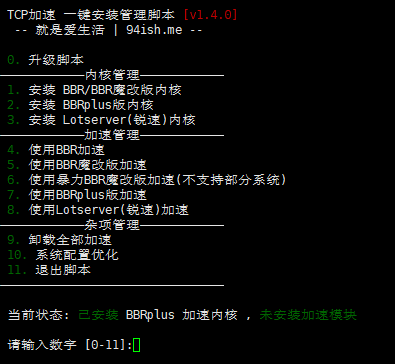 TCP加速 一键安装管理脚本 [v1.4.0]
-- 就是爱生活 | 94ish.me --
0. 升级脚本
内核管理
1. 安装 BBR/BBR魔改版内核
2. 安装 BBRplus版内核
3. 安装 Lotserver(锐速)内核
加速管理
4. 使用BBR加速
5. 使用BBR魔改版加速
6. 使用暴力BBR魔改版加速(不支持部分系统)
7. 使用BBRplus版加速
8. 使用Lotserver(锐速)加速
杂项管理
9. 卸载全部加速
10. 系统配置优化
11. 退出脚本
当前状态: 已安装 BBRplus 加速内核 , 未安装加速模块
请输入数字 [0-11]: